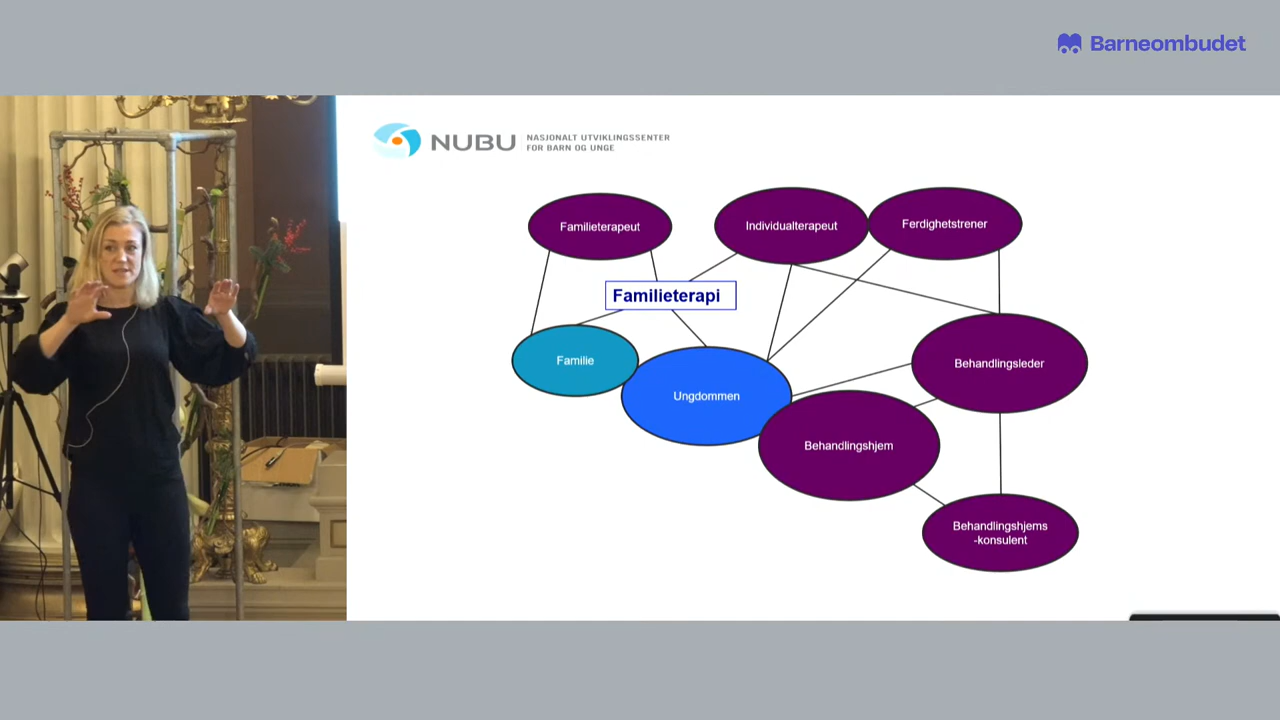 Barneombudet
NUBU
NASJONALT UTVIKLINGSSENTER
FOR BARN OG UNGE
Familieterapeut
Individualterapeut
Ferdighetstrener
Familieterapi
Familie
Ungdommen
Behandlingsleder
Behandlingshjem
Behandlingshjems
-konsulent